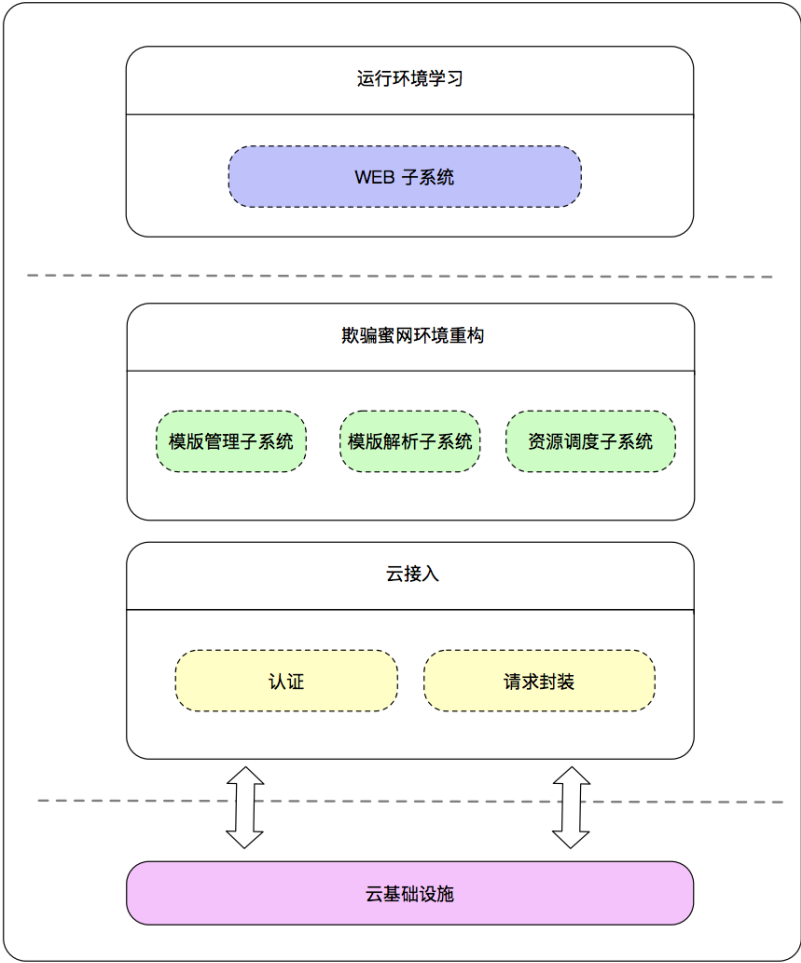 运行环境学习
WEB 子系统
欺骗蜜网环境重构
模版管理子系统
模版解析子系统
资源调度子系统
云接入
认证
请求封装
云基础设施